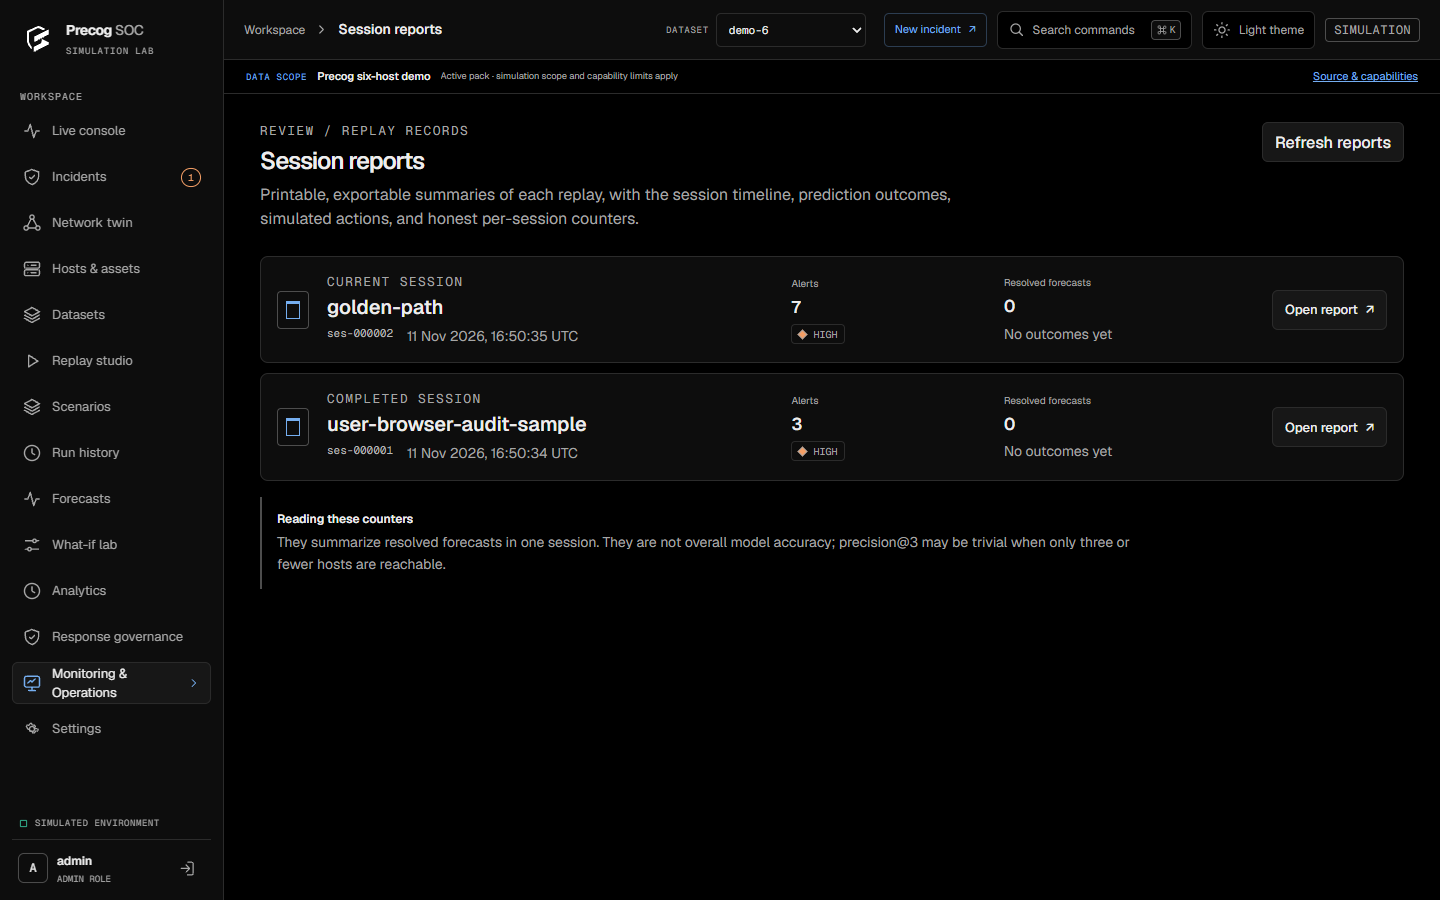 Precog SOC
SIMULATION LAB
WORKSPACE
Live console
Incidents
1
Network twin
Hosts & assets
Datasets
Replay studio
Scenarios
Run history
Forecasts
What-if lab
Analytics
Response governance
Monitoring &
Operations
Settings
SIMULATED ENVIRONMENT
A
admin
ADMIN ROLE
Workspace > Session reports
DATASET demo-6
New incident ↗
Search commands ⌘ K
Light theme
SIMULATION
DATA SCOPE Precog six-host demo Active pack · simulation scope and capability limits apply
Source & capabilities
REVIEW / REPLAY RECORDS
Session reports
Refresh reports
Printable, exportable summaries of each replay, with the session timeline, prediction outcomes,
simulated actions, and honest per-session counters.
CURRENT SESSION
golden-path
ses-000002 11 Nov 2026, 16:50:35 UTC
Alerts
7
HIGH
Resolved forecasts
0
No outcomes yet
Open report ↗
COMPLETED SESSION
user-browser-audit-sample
ses-000001 11 Nov 2026, 16:50:34 UTC
Alerts
3
HIGH
Resolved forecasts
0
No outcomes yet
Open report ↗
Reading these counters
They summarize resolved forecasts in one session. They are not overall model accuracy; precision@3 may be trivial when only three or
fewer hosts are reachable.